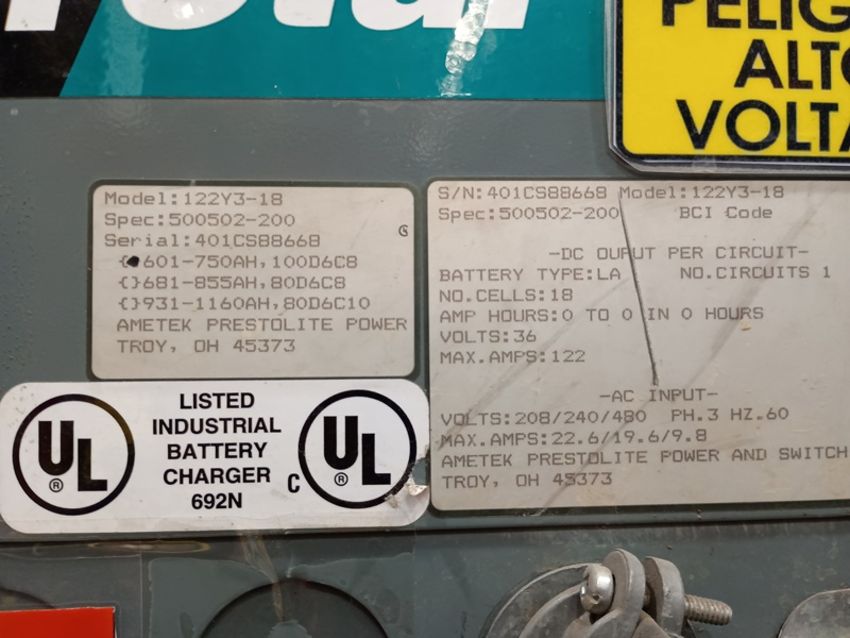 PELIG
ALTO
VOLTA
Model:122Y3-18
Spec:500502-200
Serial:401CS88668
{ }601-750AH,100D6C8
{}681-855AH,80D6C8
{}931-1160AH,80D6C10
AMETEK PRESTOLITE POWER
TROY, OH 45373
S/N:401CS88668 Model:122Y3-18
Spec:500502-200 BCI Code
-DC OUPUT PER CIRCUIT-
BATTERY TYPE:LA NO.CIRCUITS 1
NO.CELLS:18
AMP HOURS:0 TO 0 IN 0 HOURS
VOLTS:36
MAX.AMPS:122
-AC INPUT-
VOLTS:208/240/480 PH.3 HZ.60
MAX.AMPS:22.6/19.6/9.8
AMETEK PRESTOLITE POWER AND SWITCH
TROY, OH 45373
UL ®
LISTED
INDUSTRIAL
BATTERY
CHARGER
692N
C UL ®